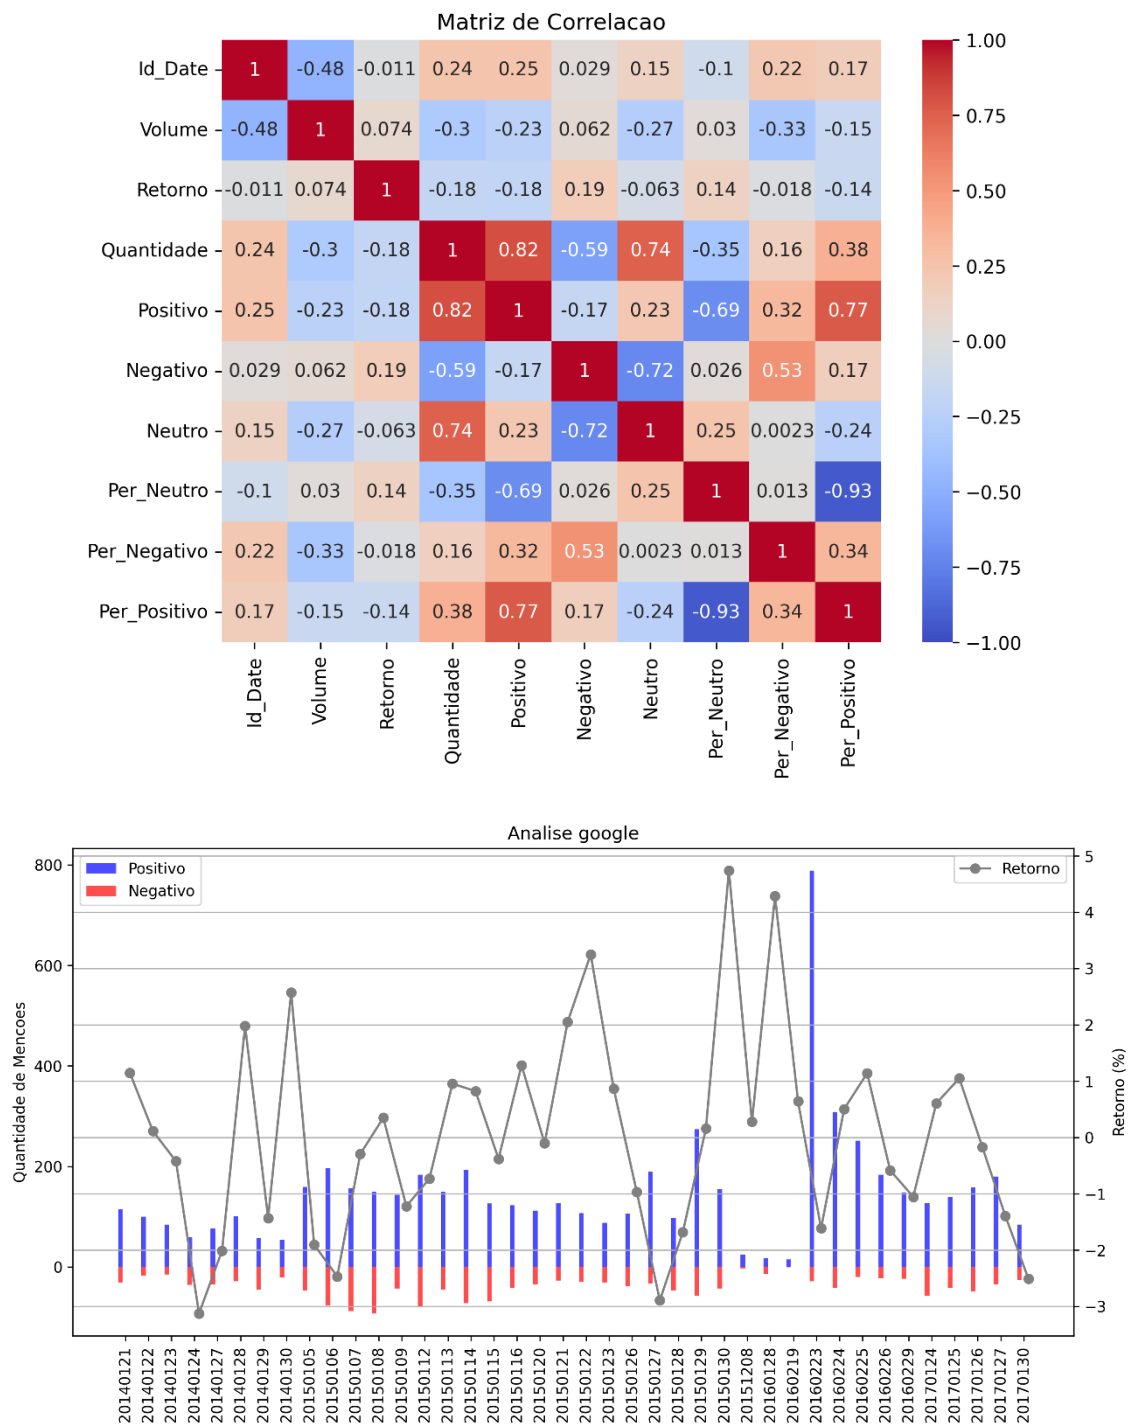 Matriz de Correlacao
Id_Date 1 -0.48 -0.011 0.24 0.25 0.029 0.15 -0.1 0.22 0.17
Volume -0.48 1 0.074 -0.3 -0.23 0.062 -0.27 0.03 -0.33 -0.15
Retorno -0.011 0.074 1 -0.18 -0.18 0.19 -0.063 0.14 -0.018 -0.14
Quantidade 0.24 -0.3 -0.18 1 0.82 -0.59 0.74 -0.35 0.16 0.38
Positivo 0.25 -0.23 -0.18 0.82 1 -0.17 0.23 -0.69 0.32 0.77
Negativo 0.029 0.062 0.19 -0.59 -0.17 1 -0.72 0.026 0.53 0.17
Neutro 0.15 -0.27 -0.063 0.74 0.23 -0.72 1 0.25 0.0023 -0.24
Per_Neutro -0.1 0.03 0.14 -0.35 -0.69 0.026 0.25 1 0.013 -0.93
Per_Negativo 0.22 -0.33 -0.018 0.16 0.32 0.53 0.0023 0.013 1 0.34
Per_Positivo 0.17 -0.15 -0.14 0.38 0.77 0.17 -0.24 -0.93 0.34 1
Id_Date Volume Retorno Quantidade Positivo Negativo Neutro Per_Neutro Per_Negativo Per_Positivo
1.00
0.75
0.50
0.25
0.00
−0.25
−0.50
−0.75
−1.00
Analise google
Positivo
Negativo
Retorno
Quantidade de Mencoes
800
600
400
200
0
Retorno (%)
5
4
3
2
1
0
−1
−2
−3
20140121 20140122 20140123 20140124 20140127 20140128 20140129 20140130 20150105 20150106 20150107 20150108 20150109 20150112 20150113 20150114 20150115 20150116 20150120 20150121 20150122 20150123 20150126 20150127 20150128 20150129 20150130 20151208 20160128 20160219 20160223 20160224 20160225 20160226 20160229 20170124 20170125 20170126 20170127 20170130